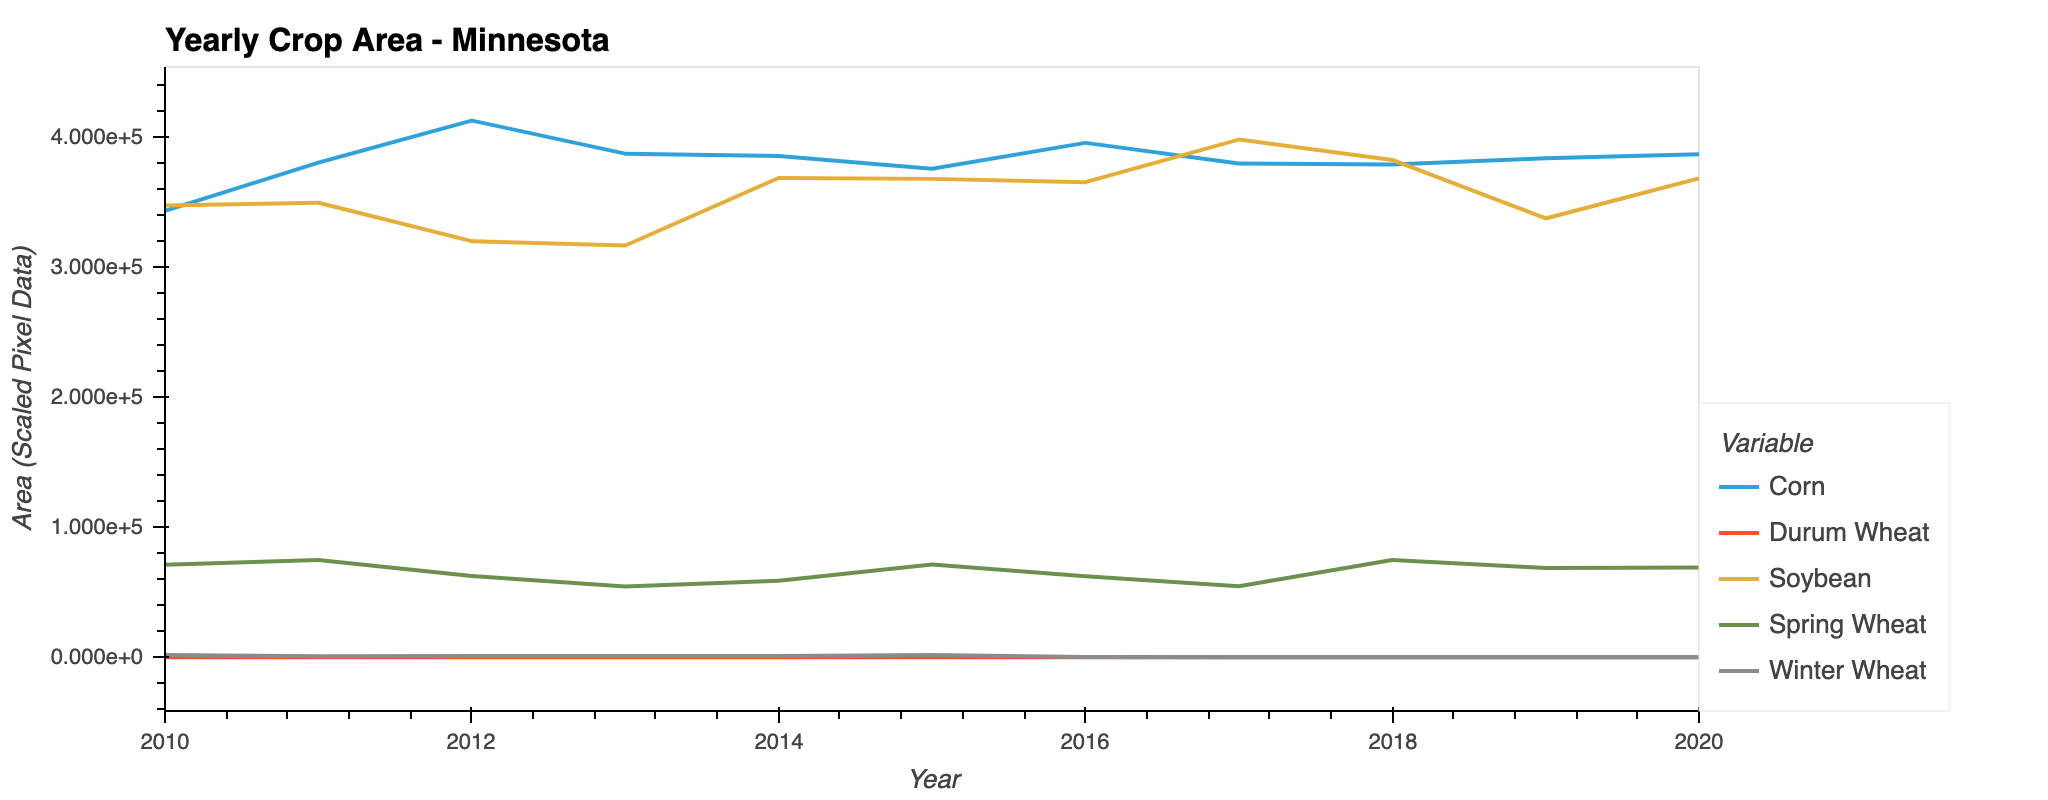 Yearly Crop Area - Minnesota
Area (Scaled Pixel Data)
4.000e+5
3.000e+5
2.000e+5
1.000e+5
0.000e+0
2010 2012 2014 2016 2018 2020
Year
Variable
Corn
Durum Wheat
Soybean
Spring Wheat
Winter Wheat